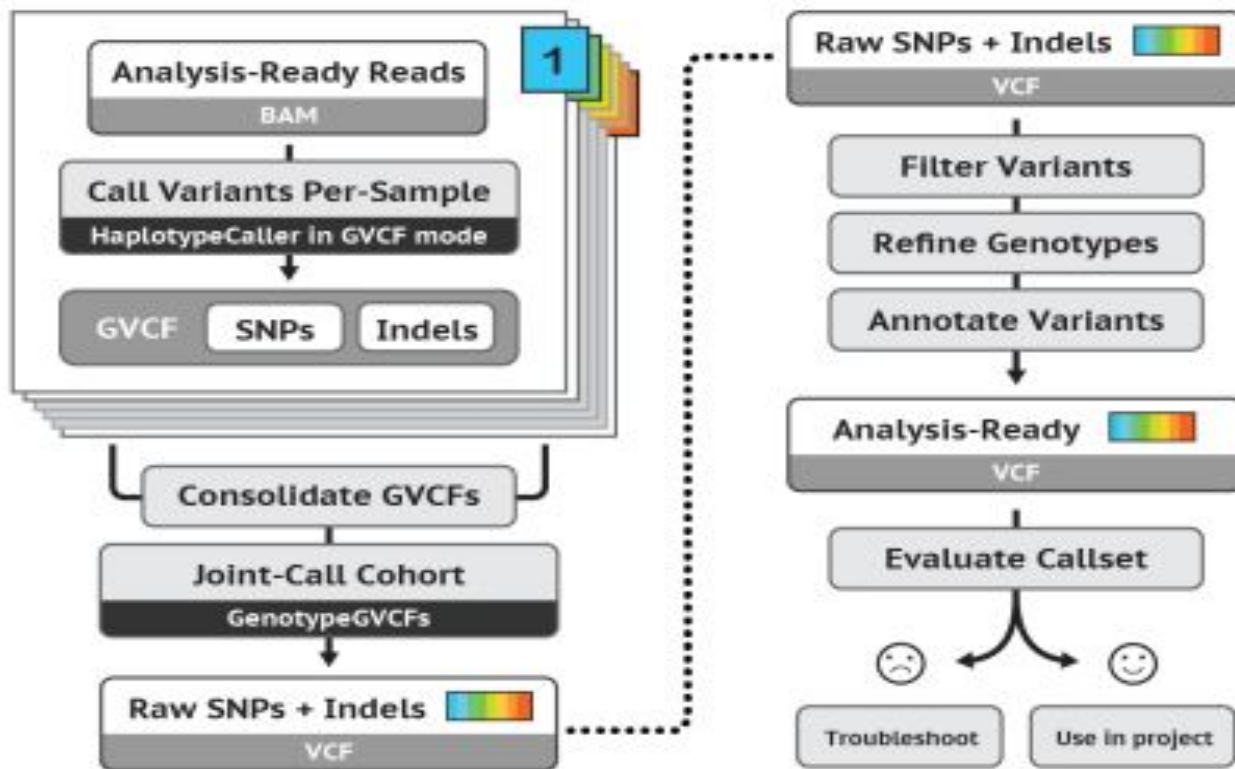 1
Analysis-Ready Reads
BAM
Call Variants Per-Sample
HaplotypeCaller in GVCF mode
GVCF SNPs Indels
Consolidate GVCFs
Joint-Call Cohort
GenotypeGVCFs
Raw SNPs + Indels
VCF
Raw SNPs + Indels
VCF
Filter Variants
Refine Genotypes
Annotate Variants
Analysis-Ready
VCF
Evaluate Callset
Troubleshoot
Use in project